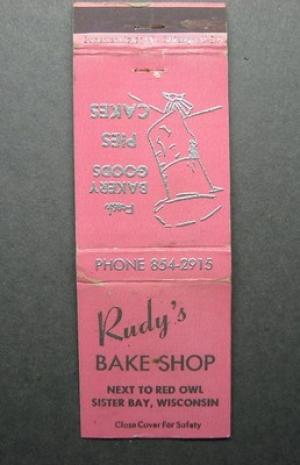 Fresh
BAKERY
GOODS
PIES
CAKES
PHONE 854-2915
Rudy's
BAKE SHOP
NEXT TO RED OWL
SISTER BAY, WISCONSIN
Close Cover For Safety